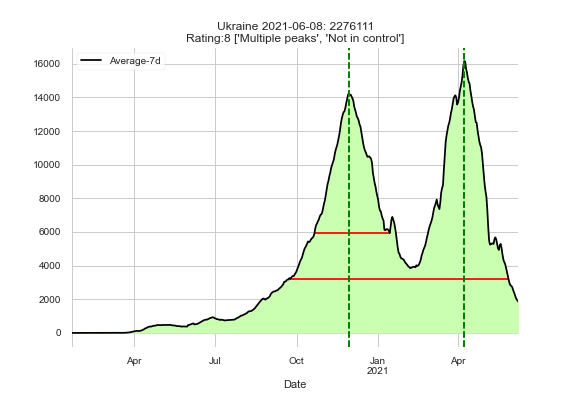 Ukraine 2021-06-08: 2276111
Rating:8 ['Multiple peaks', 'Not in control']
Average-7d
16000
14000
12000
10000
8000
6000
4000
2000
0
Apr
Jul
Oct
Jan
2021
Apr
Date